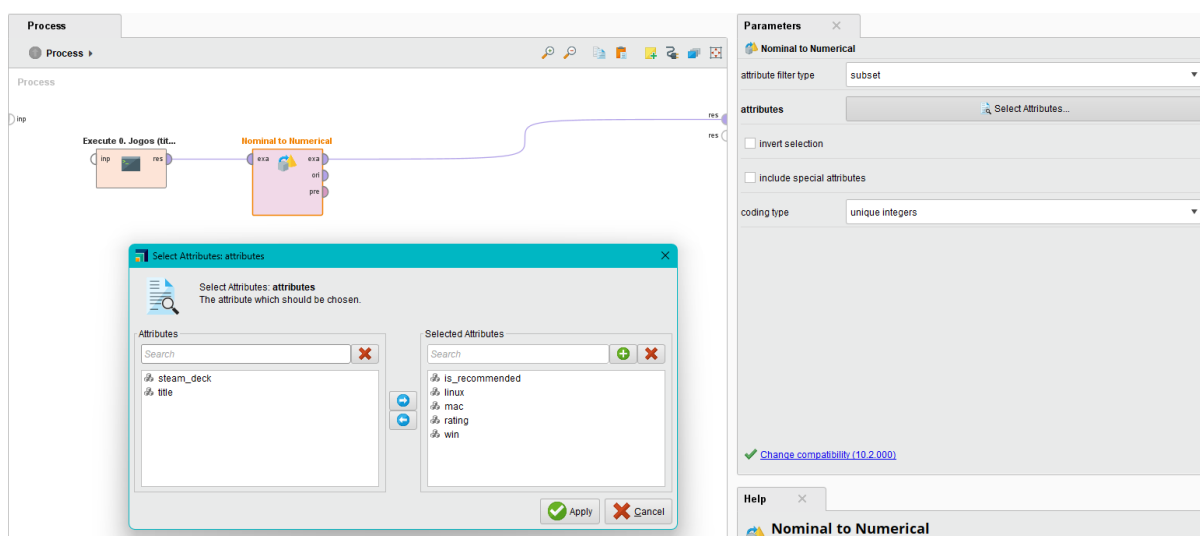 Process
Process
Process
inp
res
res
Execute 0. Jogos (tit...
inp
res
Nominal to Numerical
exa
exa
ori
pre
Select Attributes: attributes
Select Attributes: attributes
The attribute which should be chosen.
Attributes
Search
steam_deck
title
Selected Attributes
Search
is_recommended
linux
mac
rating
win
Apply
Cancel
Parameters
Nominal to Numerical
attribute filter type
subset
attributes
Select Attributes...
invert selection
include special attributes
coding type
unique integers
Change compatibility (10.2.000)
Help
Nominal to Numerical